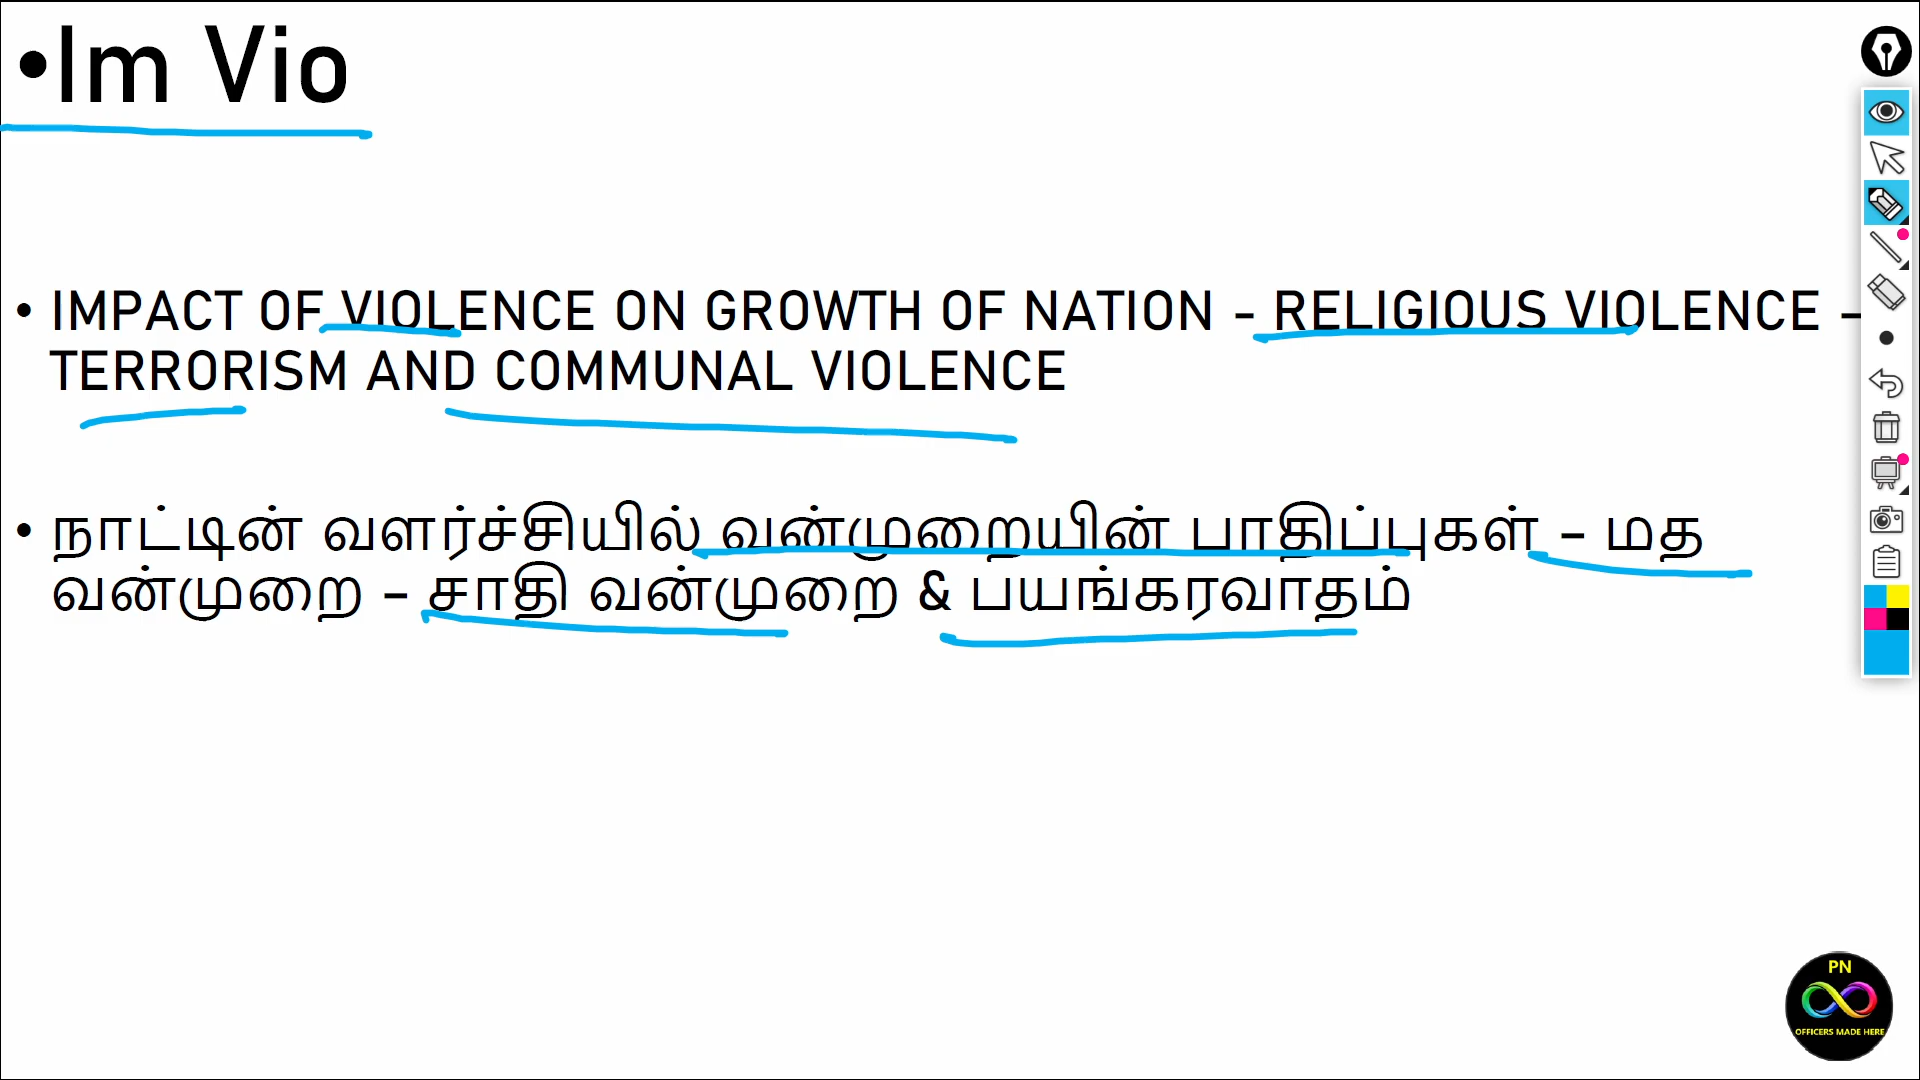 •Im Vio
• IMPACT OF VIOLENCE ON GROWTH OF NATION - RELIGIOUS VIOLENCE –
TERRORISM AND COMMUNAL VIOLENCE
• நாட்டின் வளர்ச்சியில் வன்முறையின் பாதிப்புகள் – மத
வன்முறை – சாதி வன்முறை & பயங்கரவாதம்
PN
OFFICERS MADE HERE